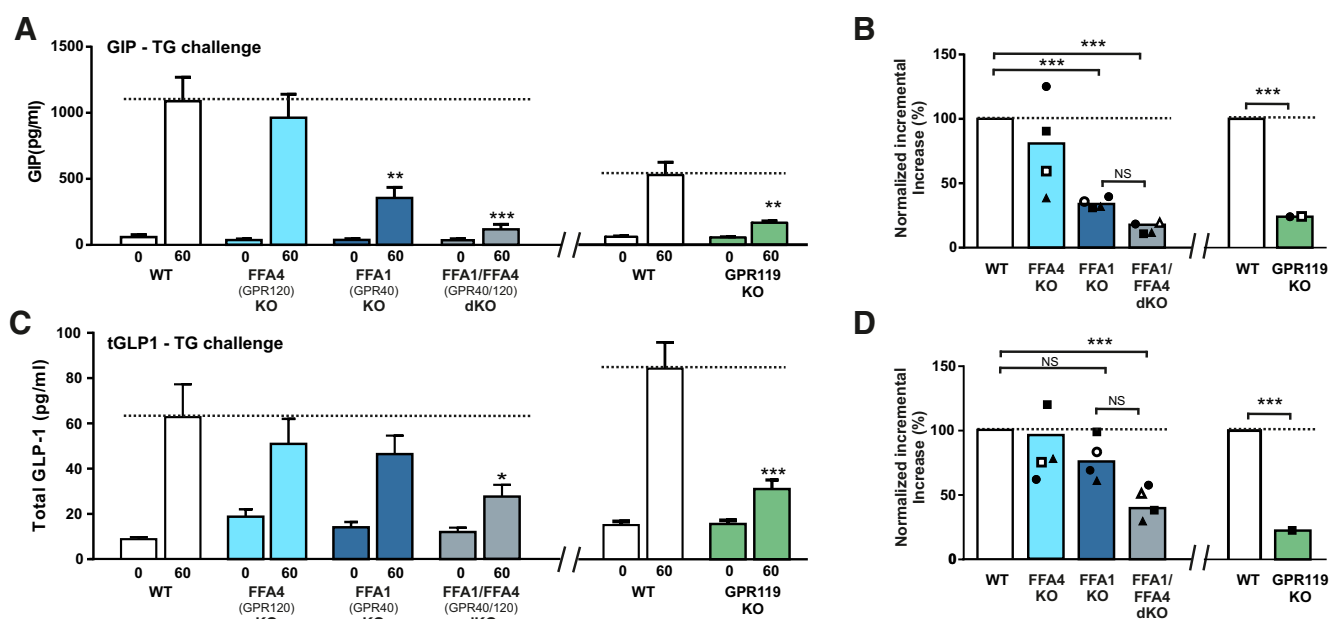 A
GIP - TG challenge
GIP(pg/ml)
1500
1000
500
0
**
***
**
0 60 0 60 0 60 0 60 0 60 0 60
WT FFA4 FFA1 FFA1/FFA4 WT GPR119
(GPR120) (GPR40) (GPR40/120) KO
KO KO dKO
B
Normalized incremental
Increase (%)
150
100
50
0
***
***
NS
***
WT FFA4 FFA1 FFA1/ WT GPR119
KO KO FFA4 KO
dKO
C
tGLP1 - TG challenge
Total GLP-1 (pg/ml)
100
80
60
40
20
0
*
***
0 60 0 60 0 60 0 60 0 60 0 60
WT FFA4 FFA1 FFA1/FFA4 WT GPR119
(GPR120) (GPR40) (GPR40/120) KO
D
Normalized incremental
Increase (%)
150
100
50
0
***
NS
NS
***
WT FFA4 FFA1 FFA1/ WT GPR119
KO KO FFA4 KO
dKO